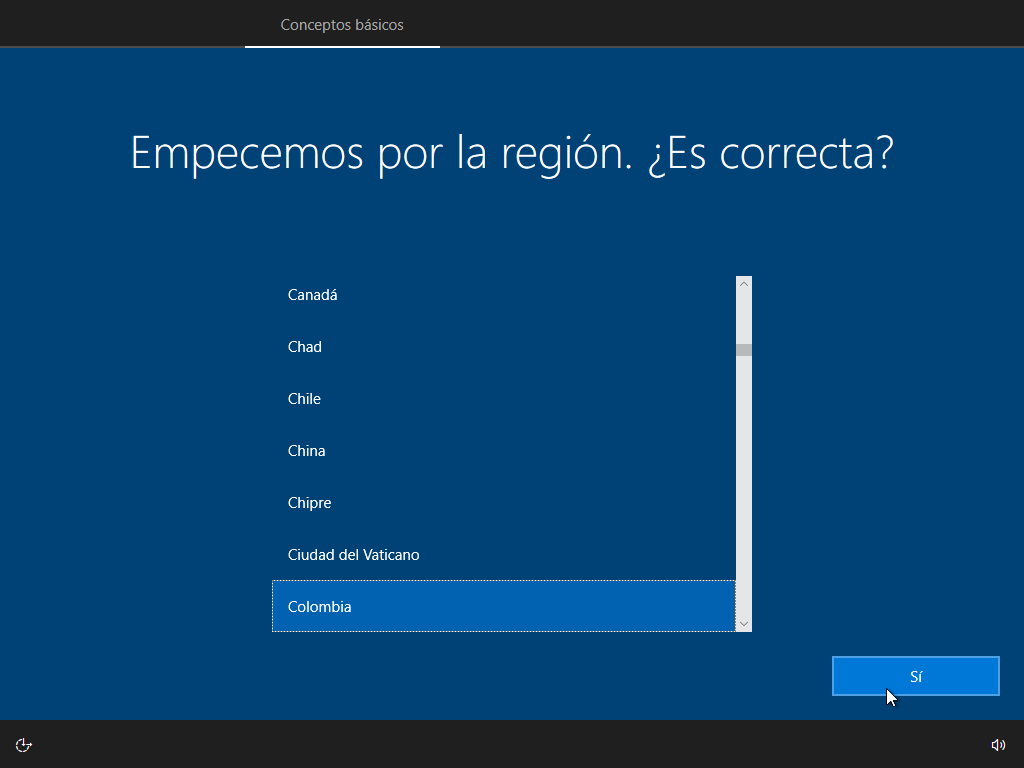 Conceptos básicos
Empecemos por la región. ¿Es correcta?
Canadá
Chad
Chile
China
Chipre
Ciudad del Vaticano
Colombia
Sí